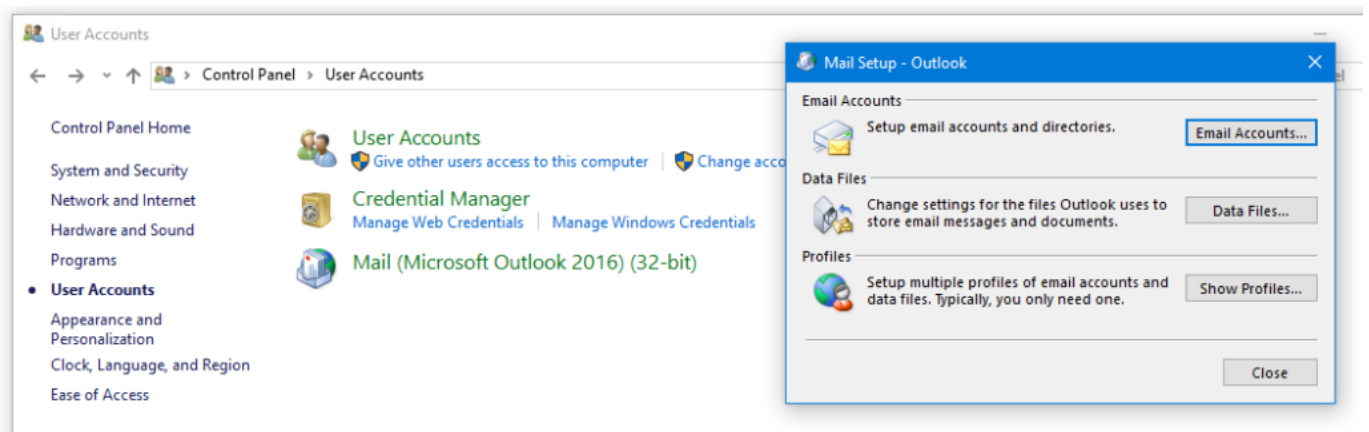 User Accounts
Control Panel › User Accounts
Control Panel Home
System and Security
Network and Internet
Hardware and Sound
Programs
User Accounts
Appearance and
Personalization
Clock, Language, and Region
Ease of Access
User Accounts
Give other users access to this computer
Change acco
Credential Manager
Manage Web Credentials
Manage Windows Credentials
Mail (Microsoft Outlook 2016) (32-bit)
Mail Setup - Outlook
Email Accounts
Setup email accounts and directories.
Email Accounts...
Data Files
Change settings for the files Outlook uses to
store email messages and documents.
Data Files...
Profiles
Setup multiple profiles of email accounts and
data files. Typically, you only need one.
Show Profiles...
Close